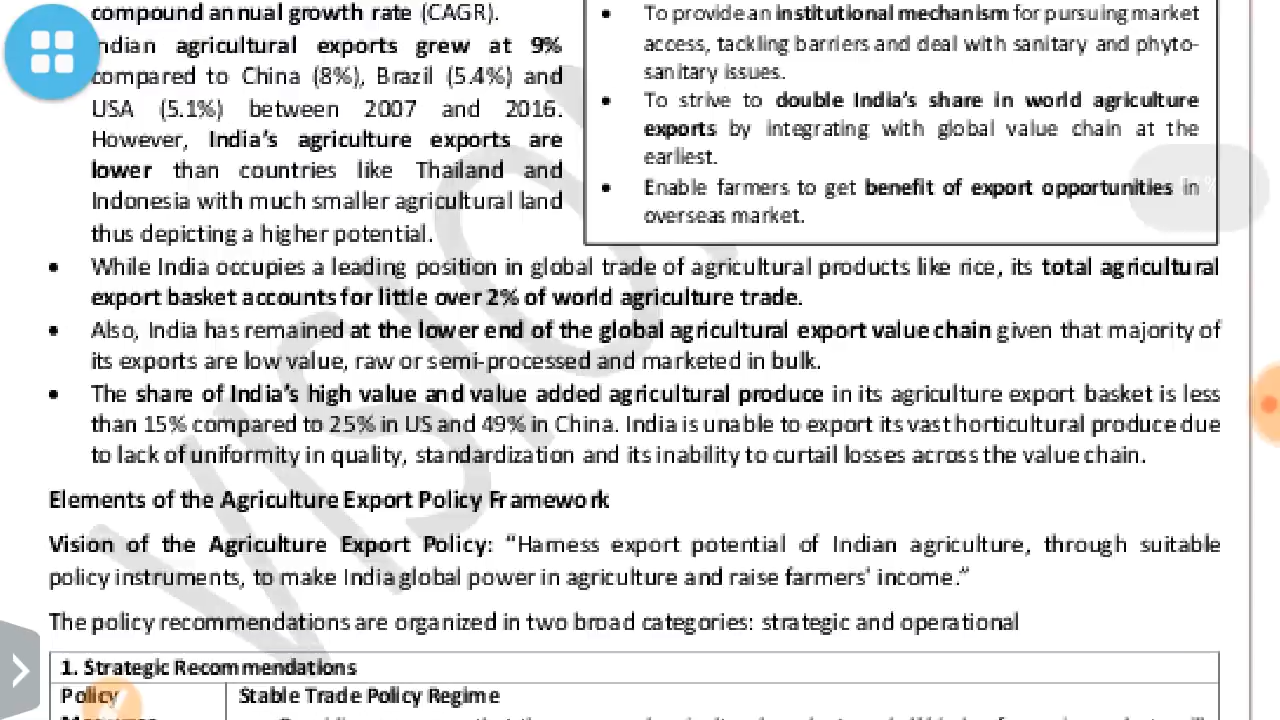 compound annual growth rate (CAGR).
Indian agricultural exports grew at 9%
compared to China (8%), Brazil (5.4%) and
USA (5.1%) between 2007 and 2016.
However, India's agriculture exports are
lower than countries like Thailand and
Indonesia with much smaller agricultural land
thus depicting a higher potential.
• To provide an institutional mechanism for pursuing market
access, tackling barriers and deal with sanitary and phyto-
sanitary issues.
• To strive to double India's share in world agriculture
exports by integrating with global value chain at the
earliest.
• Enable farmers to get benefit of export opportunities in
overseas market.
• While India occupies a leading position in global trade of agricultural products like rice, its total agricultural
export basket accounts for little over 2% of world agriculture trade.
• Also, India has remained at the lower end of the global agricultural export value chain given that majority of
its exports are low value, raw or semi-processed and marketed in bulk.
• The share of India's high value and value added agricultural produce in its agriculture export basket is less
than 15% compared to 25% in US and 49% in China. India is unable to export its vast horticultural produce due
to lack of uniformity in quality, standardization and its inability to curtail losses across the value chain.
Elements of the Agriculture Export Policy Framework
Vision of the Agriculture Export Policy: "Harness export potential of Indian agriculture, through suitable
policy instruments, to make India global power in agriculture and raise farmers' income."
The policy recommendations are organized in two broad categories: strategic and operational
1. Strategic Recommendations
Policy
Stable Trade Policy Regime